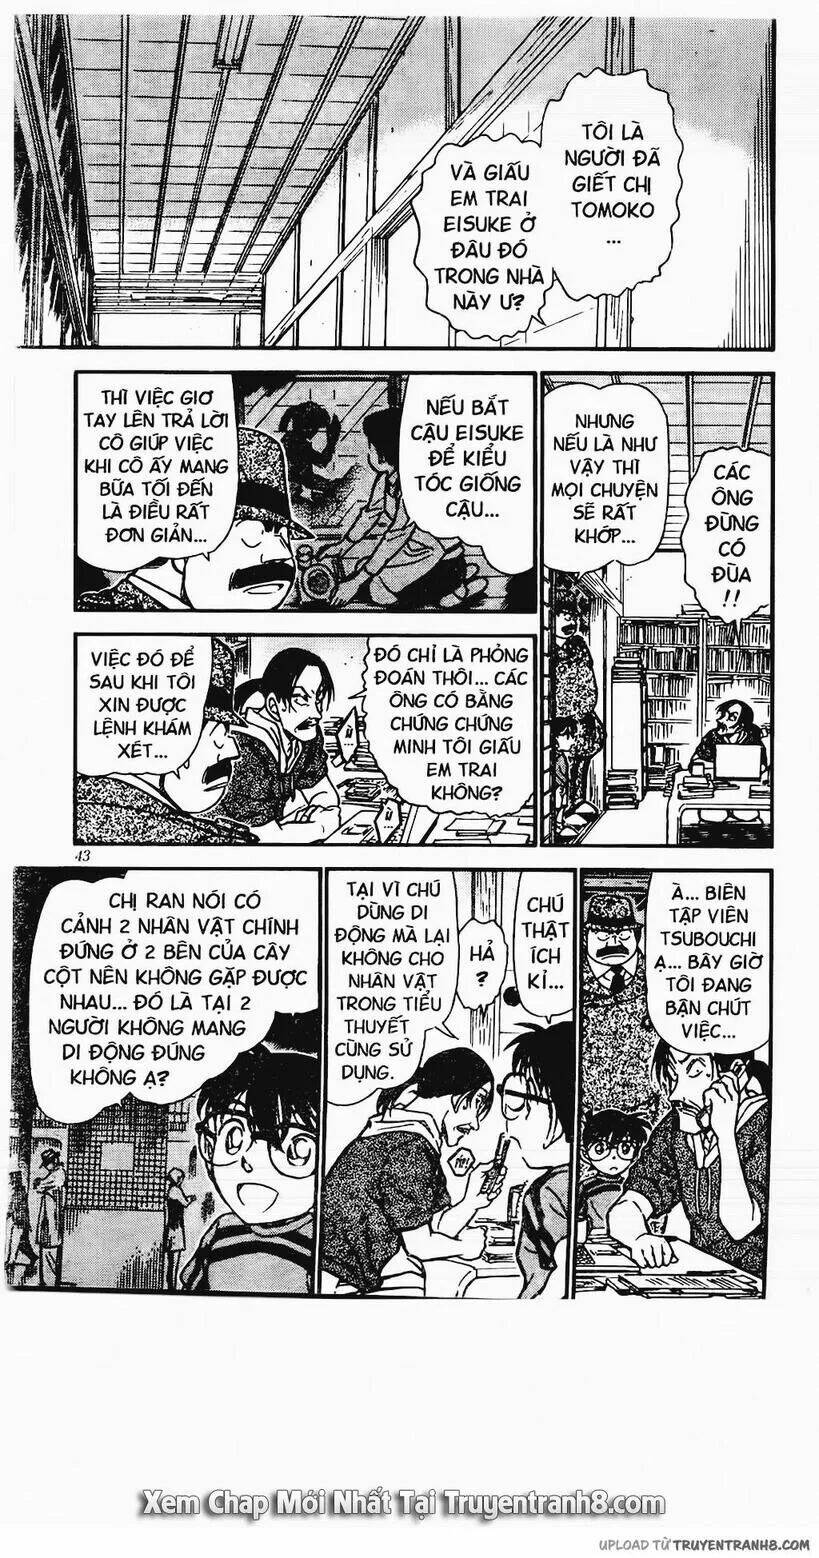 TÔI LÀ
NGƯỜI ĐÃ
GIẾT CHỊ
TOMOKO
...
VÀ GIẤU
EM TRAI
EISUKE Ở
ĐÂU ĐÓ
TRONG NHÀ
NÀY Ư?
CÁC
ÔNG
ĐỪNG
CÓ
ĐÙA
!!
NHƯNG
NẾU LÀ NHƯ
VẬY THÌ
MỌI CHUYỆN
SẼ RẤT
KHỚP...
NẾU BẮT
CẬU EISUKE
ĐỂ KIỂU
TÓC GIỐNG
CẬU...
THÌ VIỆC GIƠ
TAY LÊN TRẢ LỜI
CÔ GIÚP VIỆC
KHI CÔ ẤY MANG
BỮA TỐI ĐẾN
LÀ ĐIỀU RẤT
ĐƠN GIẢN...
ĐÓ CHỈ LÀ PHỎNG
ĐOÁN THÔI... CÁC
ÔNG CÓ BẰNG
CHỨNG CHỨNG
MINH TÔI GIẤU
EM TRAI
KHÔNG?
Ừ
...
Ừ
...
VIỆC ĐÓ ĐỂ
SAU KHI TÔI
XIN ĐƯỢC
LỆNH KHÁM
XÉT...
43
À... BIÊN
TẬP VIÊN
TSUBOUCHI
Ạ... BÂY GIỜ
TÔI ĐANG
BẬN CHÚT
VIỆC...
CHÚ
THẬT
ÍCH
KỈ...
HẢ
?
TẠI VÌ CHÚ
DÙNG DI
ĐỘNG MÀ LẠI
KHÔNG CHO
NHÂN VẬT
TRONG TIỂU
THUYẾT
CÙNG SỬ
DỤNG.
CHỊ RAN NÓI CÓ
CẢNH 2 NHÂN VẬT CHÍNH
ĐỨNG Ở 2 BÊN CỦA CÂY
CỘT NÊN KHÔNG GẶP ĐƯỢC
NHAU... ĐÓ LÀ TẠI 2
NGƯỜI KHÔNG MANG
DI ĐỘNG ĐÚNG
KHÔNG Ạ?
Xem Chap Mới Nhất Tại Truyentranh8.com
UPLOAD TỪ TRUYENTRANH8.COM